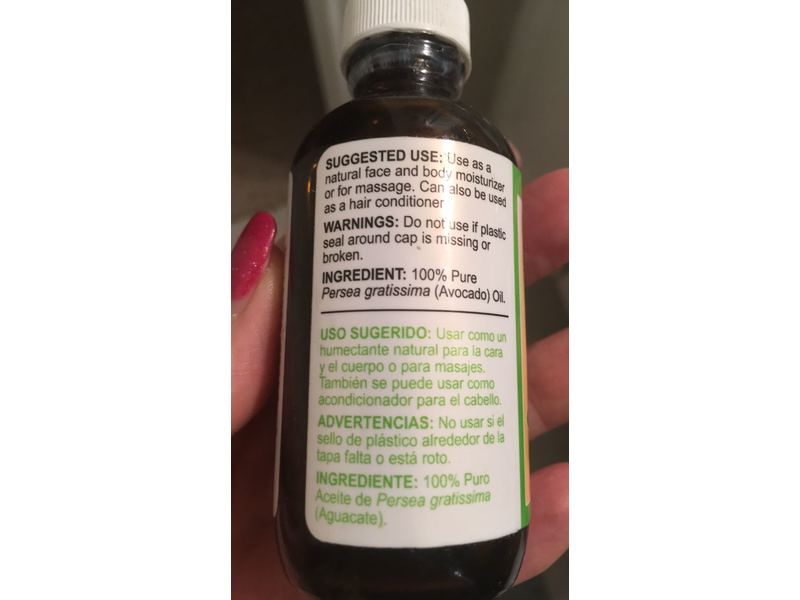 SUGGESTED USE: Use as a
natural face and body moisturizer
or for massage. Can also be used
as a hair conditioner
WARNINGS: Do not use if plastic
seal around cap is missing or
broken.
INGREDIENT: 100% Pure
Persea gratissima (Avocado) Oil.
USO SUGERIDO: Usar como un
humectante natural para la cara
y el cuerpo o para masajes.
También se puede usar como
acondicionador para el cabello.
ADVERTENCIAS: No usar si el
sello de plástico alrededor de la
tapa falta o está roto.
INGREDIENTE: 100% Puro
Aceite de Persea gratissima
(Aguacate).